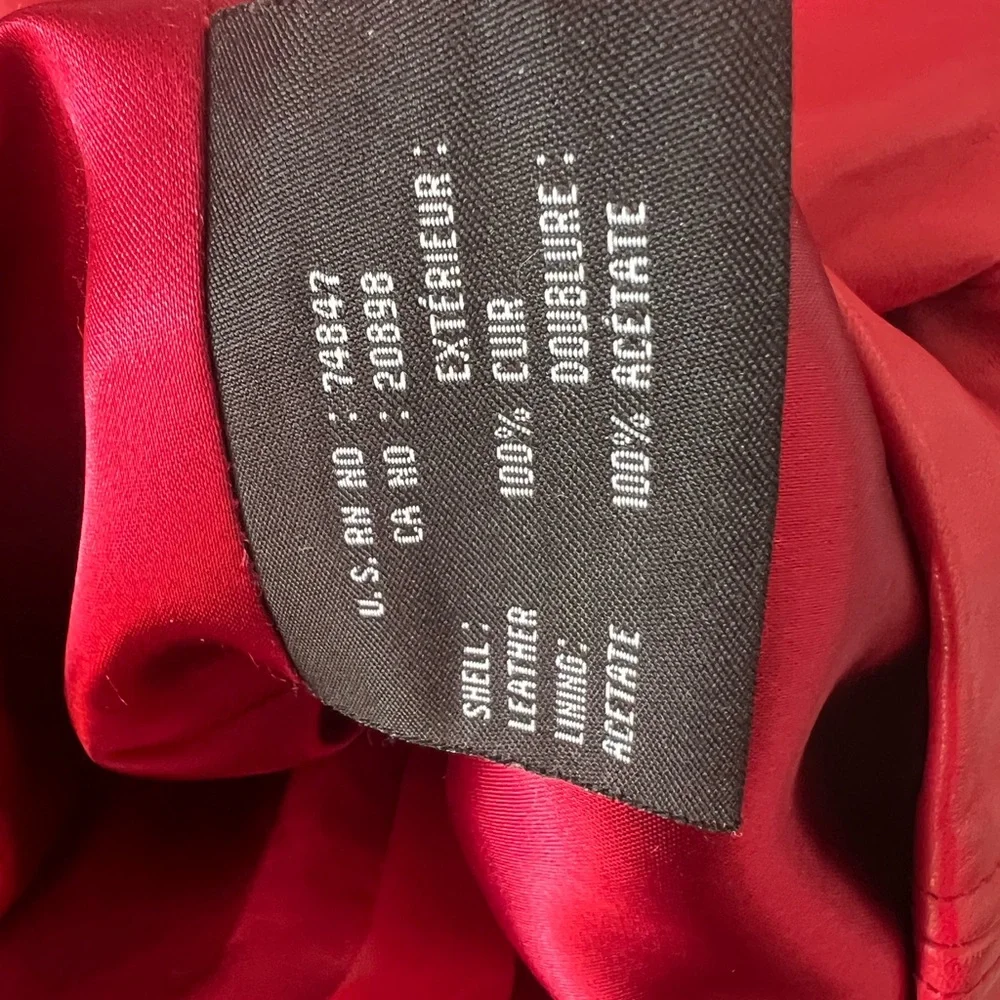 U.S. RN NO : 74847
CA NO : 20898
SHELL: EXTÉRIEUR :
LEATHER 100% CUIR
LINING: DOUBLURE :
ACETATE 100% ACÉTATE